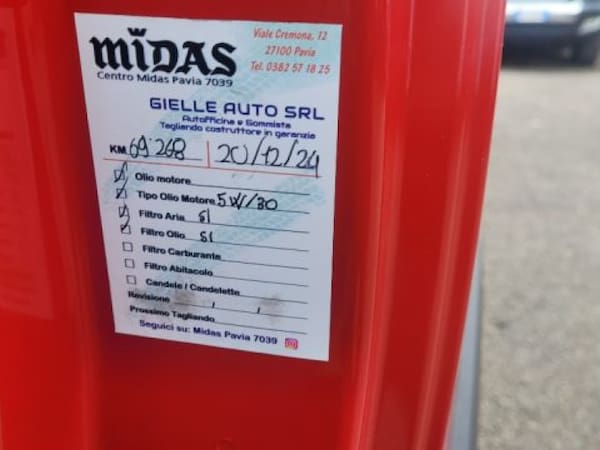 MIDAS
Centro Midas Pavia 7039
Viale Cremona, 12
27100 Pavia
Tel. 0382 57 18 25
GIELLE AUTO SRL
Autofficina e Gommista
Tagliando costruttore in garanzia
KM 69.268 | 20/12/24
Olio motore
Tipo Olio Motore 5W/30
Filtro Aria SI
Filtro Olio SI
Filtro Carburante
Filtro Abitacolo
Candele / Candelette
Revisione / /
Prossimo Tagliando
Seguici su: Midas Pavia 7039